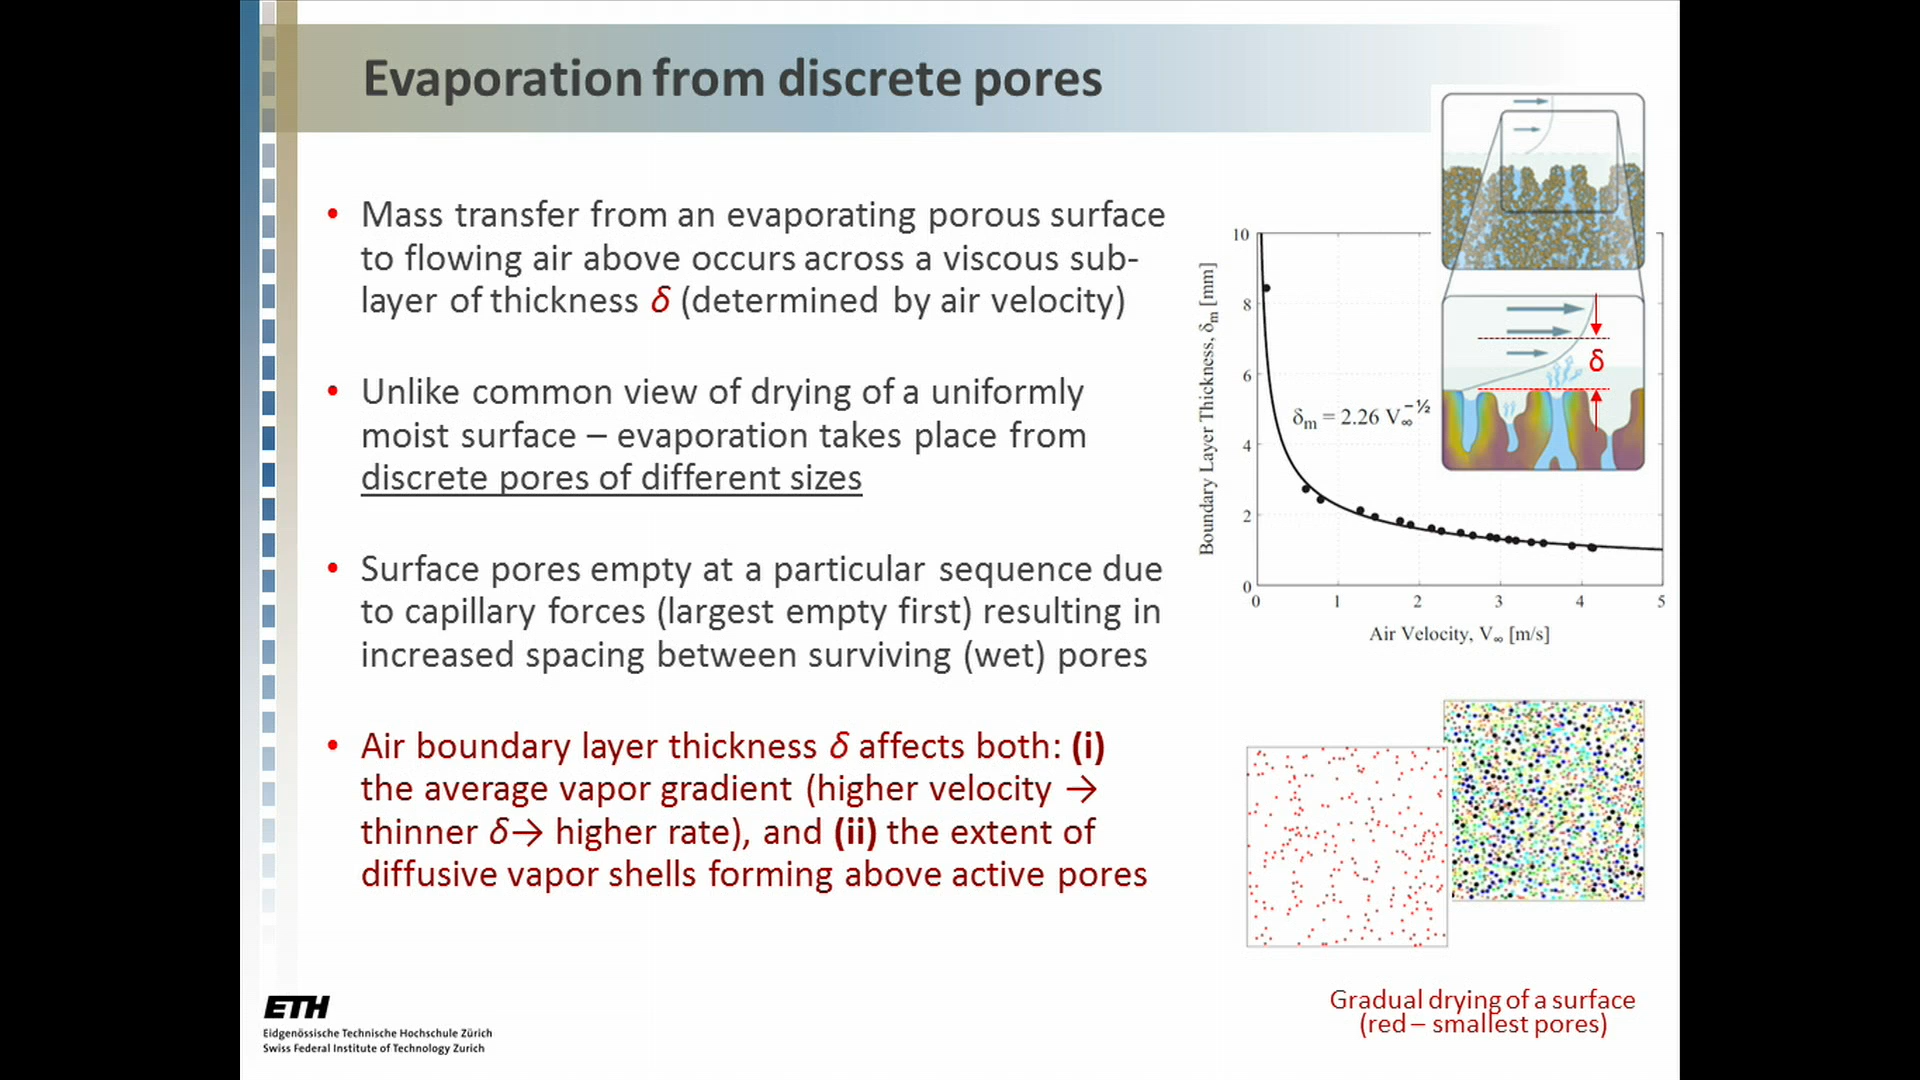 Evaporation from discrete pores
• Mass transfer from an evaporating porous surface
to flowing air above occurs across a viscous sub-
layer of thickness δ (determined by air velocity)
• Unlike common view of drying of a uniformly
moist surface – evaporation takes place from
discrete pores of different sizes
• Surface pores empty at a particular sequence due
to capillary forces (largest empty first) resulting in
increased spacing between surviving (wet) pores
• Air boundary layer thickness δ affects both: (i)
the average vapor gradient (higher velocity →
thinner δ→ higher rate), and (ii) the extent of
diffusive vapor shells forming above active pores
ETH
Eidgenössische Technische Hochschule Zürich
Swiss Federal Institute of Technology Zurich
Boundary Layer Thickness, δm [mm]
10
8
6
4
2
0
δm = 2.26 V∞^-½
δ
0 1 2 3 4 5
Air Velocity, V∞ [m/s]
Gradual drying of a surface
(red – smallest pores)